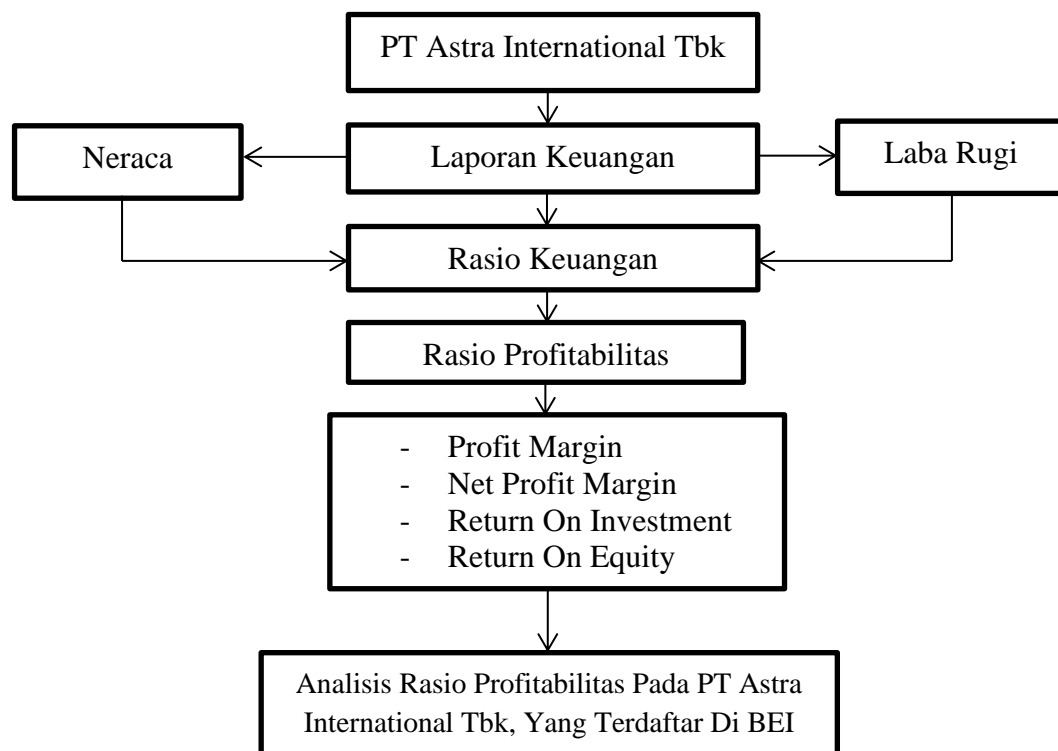 PT Astra International Tbk
Neraca
Laporan Keuangan
Laba Rugi
Rasio Keuangan
Rasio Profitabilitas
- Profit Margin
- Net Profit Margin
- Return On Investment
- Return On Equity
Analisis Rasio Profitabilitas Pada PT Astra
International Tbk, Yang Terdaftar Di BEI